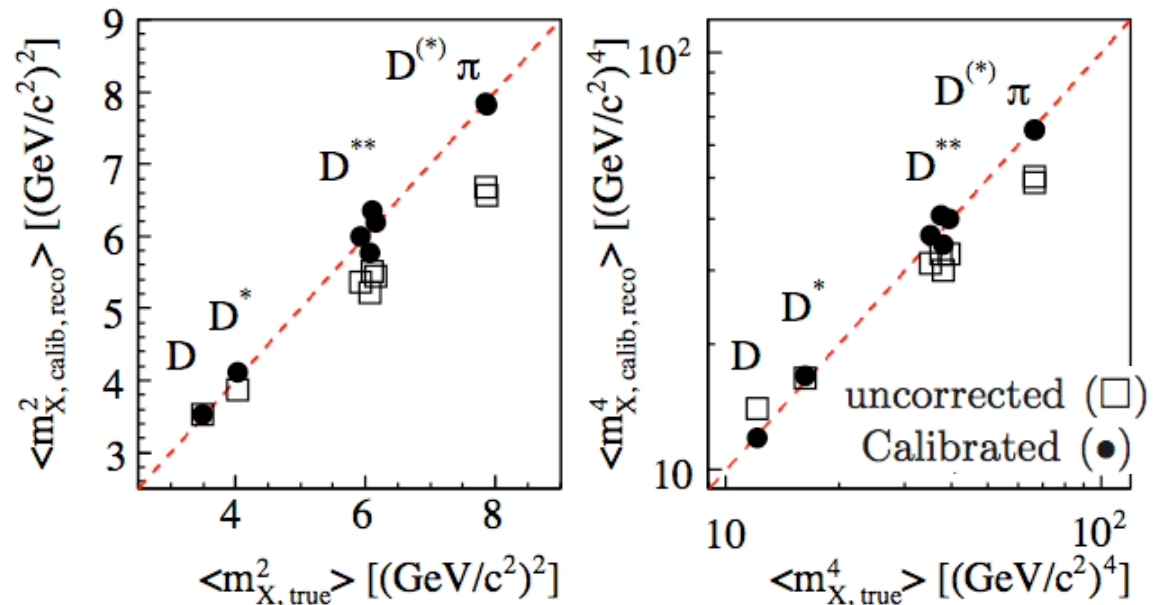 <m²X,calib,reco> [(GeV/c²)²]
9
8
7
6
5
4
3
D
D*
D**
D(*) π
4
6
8
<m²X, true> [(GeV/c²)²]
<m⁴X,calib,reco> [(GeV/c²)⁴]
10²
10
D
D*
D**
D(*) π
uncorrected (□)
Calibrated (●)
10
10²
<m⁴X, true> [(GeV/c²)⁴]